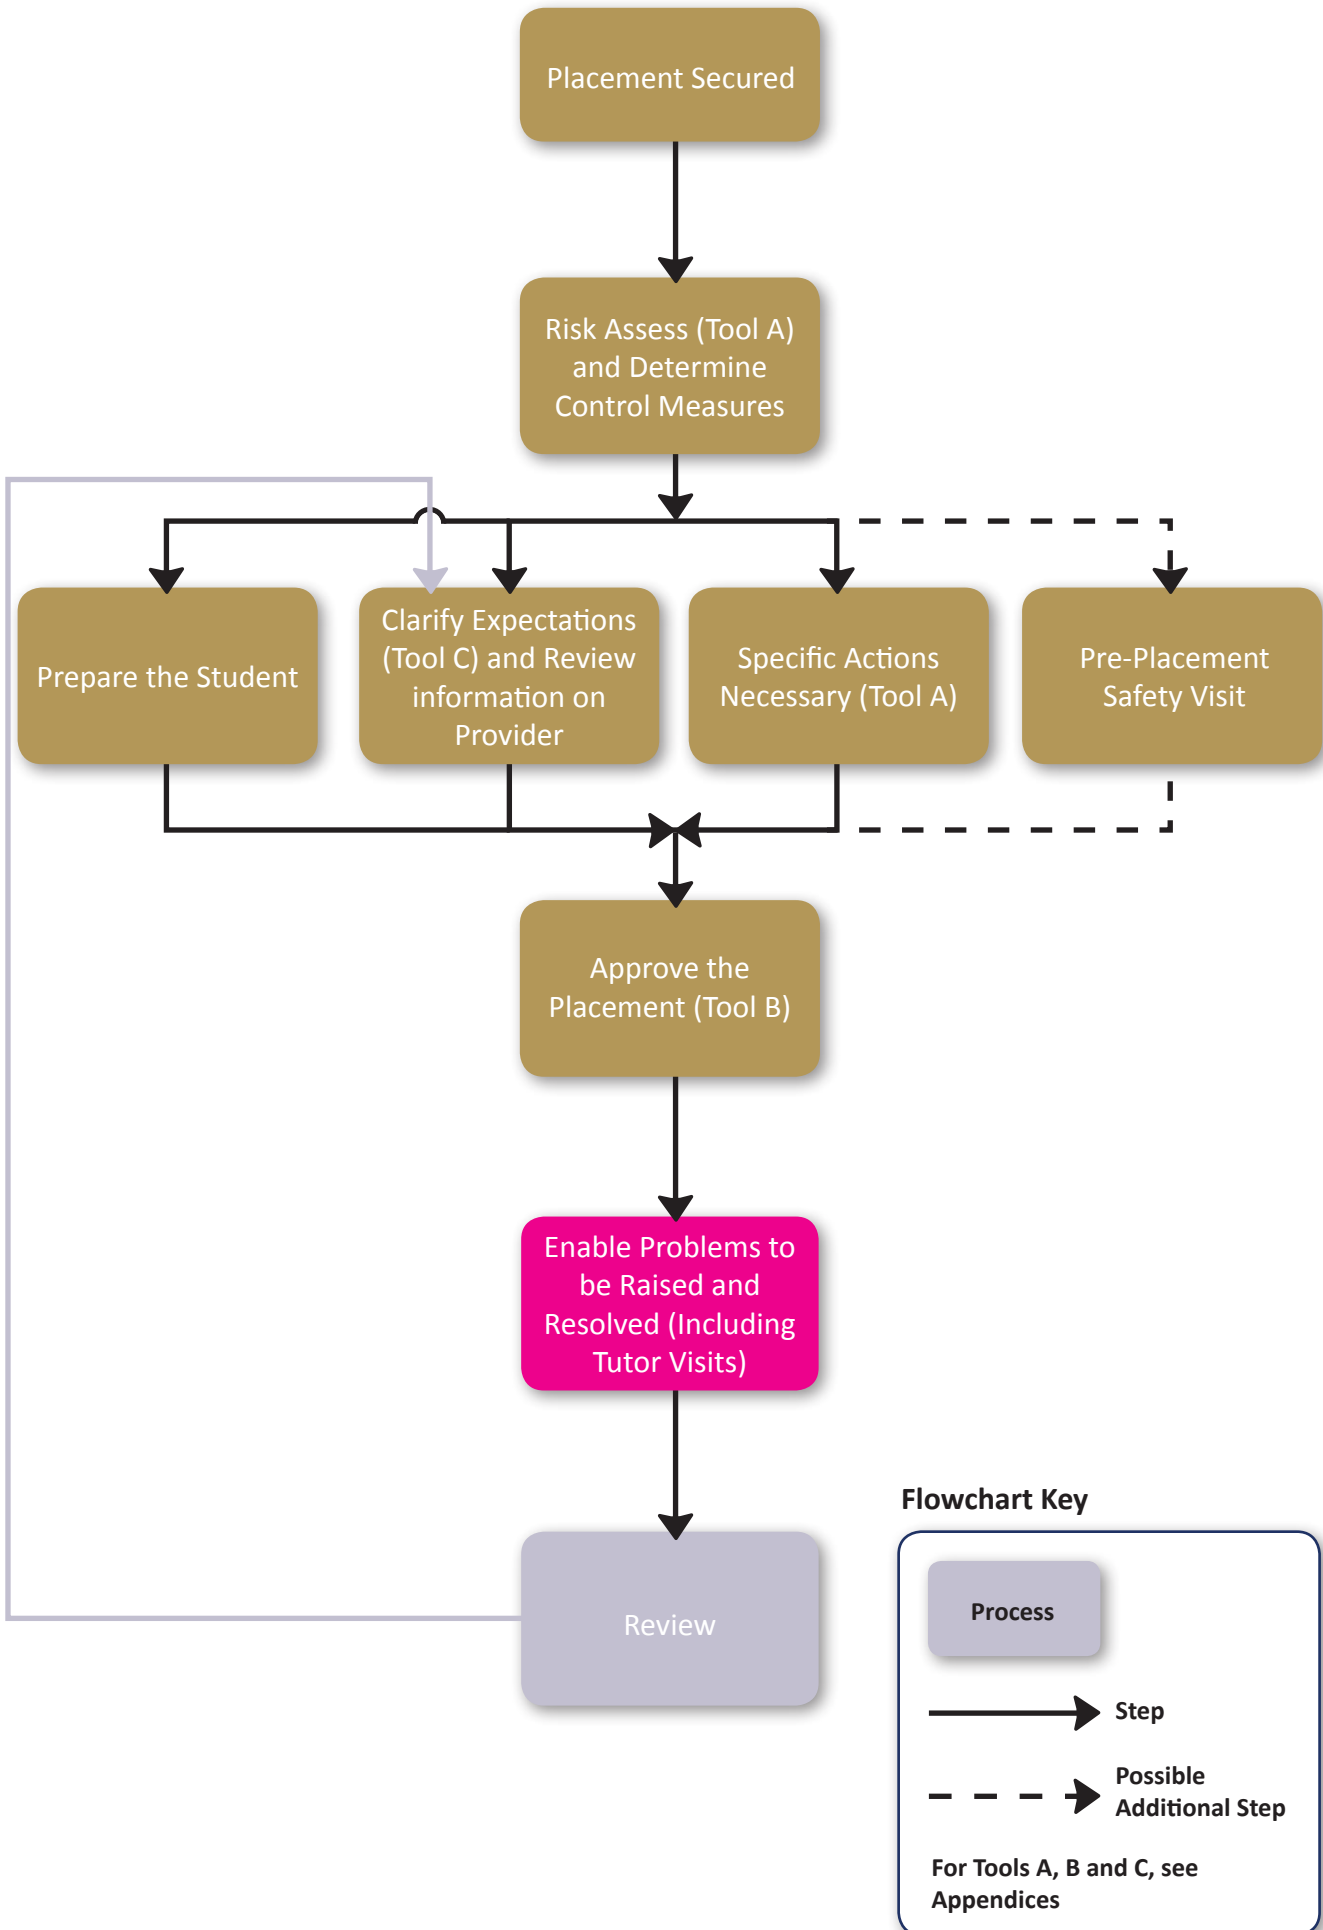 Placement Secured
Risk Assess (Tool A)
and Determine
Control Measures
Prepare the Student
Clarify Expectations
(Tool C) and Review
information on
Provider
Specific Actions
Necessary (Tool A)
Pre-Placement
Safety Visit
Approve the
Placement (Tool B)
Enable Problems to
be Raised and
Resolved (Including
Tutor Visits)
Review
Flowchart Key
Process
Step
Possible
Additional Step
For Tools A, B and C, see
Appendices